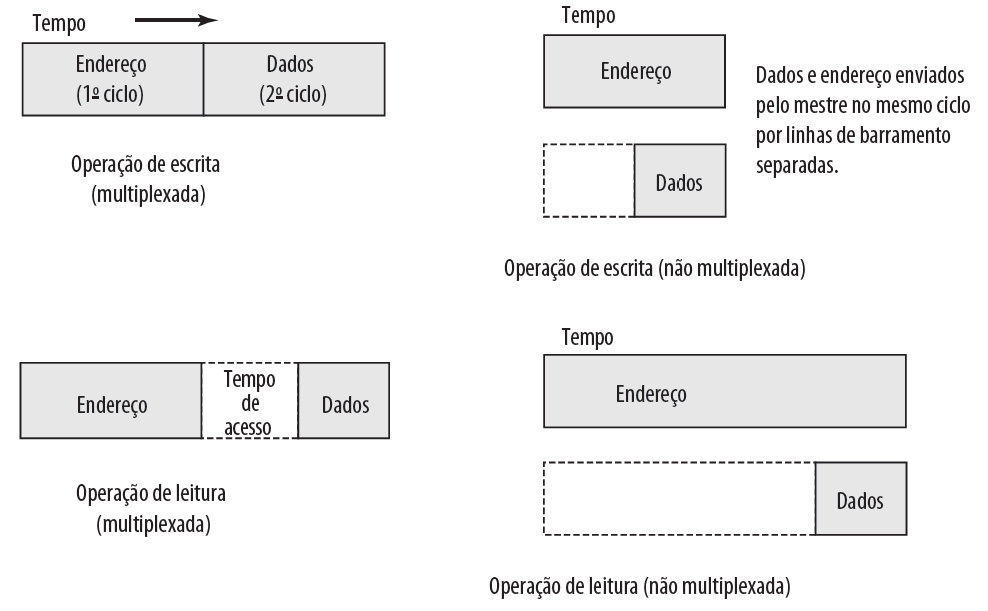 Tempo
Endereço
(1º ciclo)
Dados
(2º ciclo)
Operação de escrita
(multiplexada)
Tempo
Endereço
Dados
Dados e endereço enviados
pelo mestre no mesmo ciclo
por linhas de barramento
separadas.
Operação de escrita (não multiplexada)
Endereço
Tempo
de
acesso
Dados
Operação de leitura
(multiplexada)
Tempo
Endereço
Dados
Operação de leitura (não multiplexada)